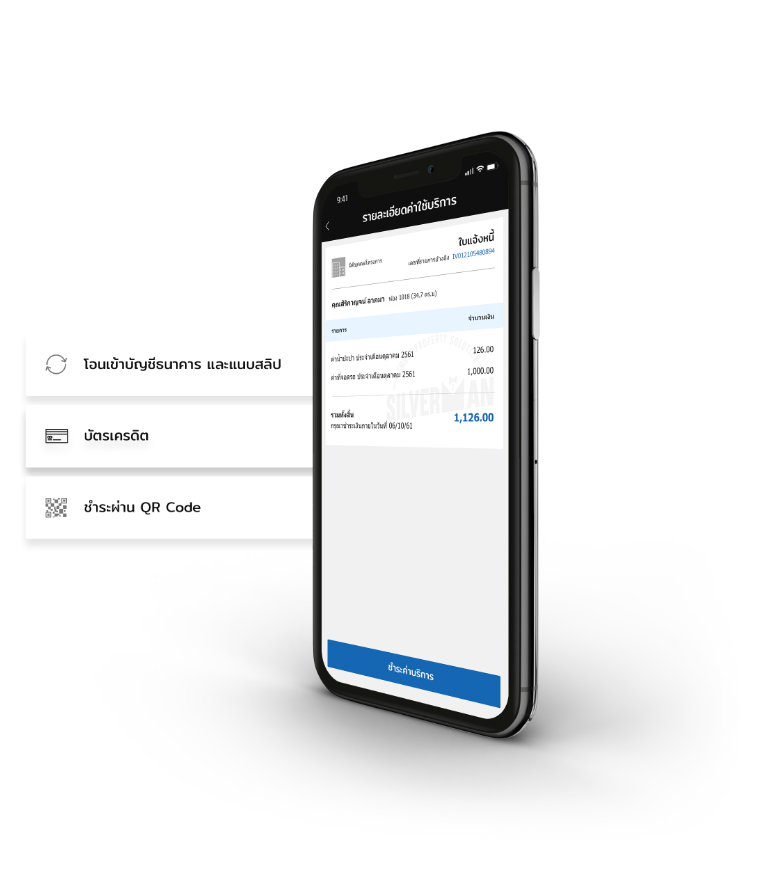 9:41
รายละเอียดค่าใช้บริการ
ใบแจ้งหนี้
นิติบุคคลโครงการ
เลขที่รายการอ้างอิง IV012105480894
คุณสิริกาญจน์ อาคมา ห้อง 1018 (34.7 ตร.ม)
รายการ จำนวนเงิน
ค่าน้ำประปา ประจำเดือนตุลาคม 2561 126.00
ค่าที่จอดรถ ประจำเดือนตุลาคม 2561 1,000.00
PROPERTY
SILVERMAN
รวมทั้งสิ้น
กรุณาชำระเงินภายในวันที่ 06/10/61 1,126.00
ชำระค่าบริการ
โอนเข้าบัญชีธนาคาร และแนบสลิป
บัตรเครดิต
ชำระผ่าน QR Code